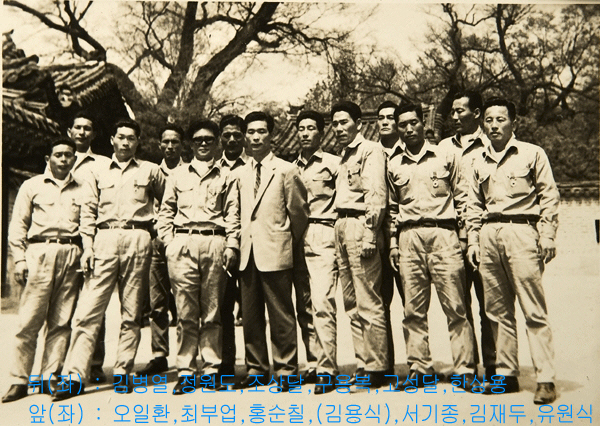 뒤(좌) : 김병열,정원도,조상달,구용복,고성달,한상용
앞(좌) : 오일환,최부업,홍순칠,(김용식),서기종,김재두,유원식